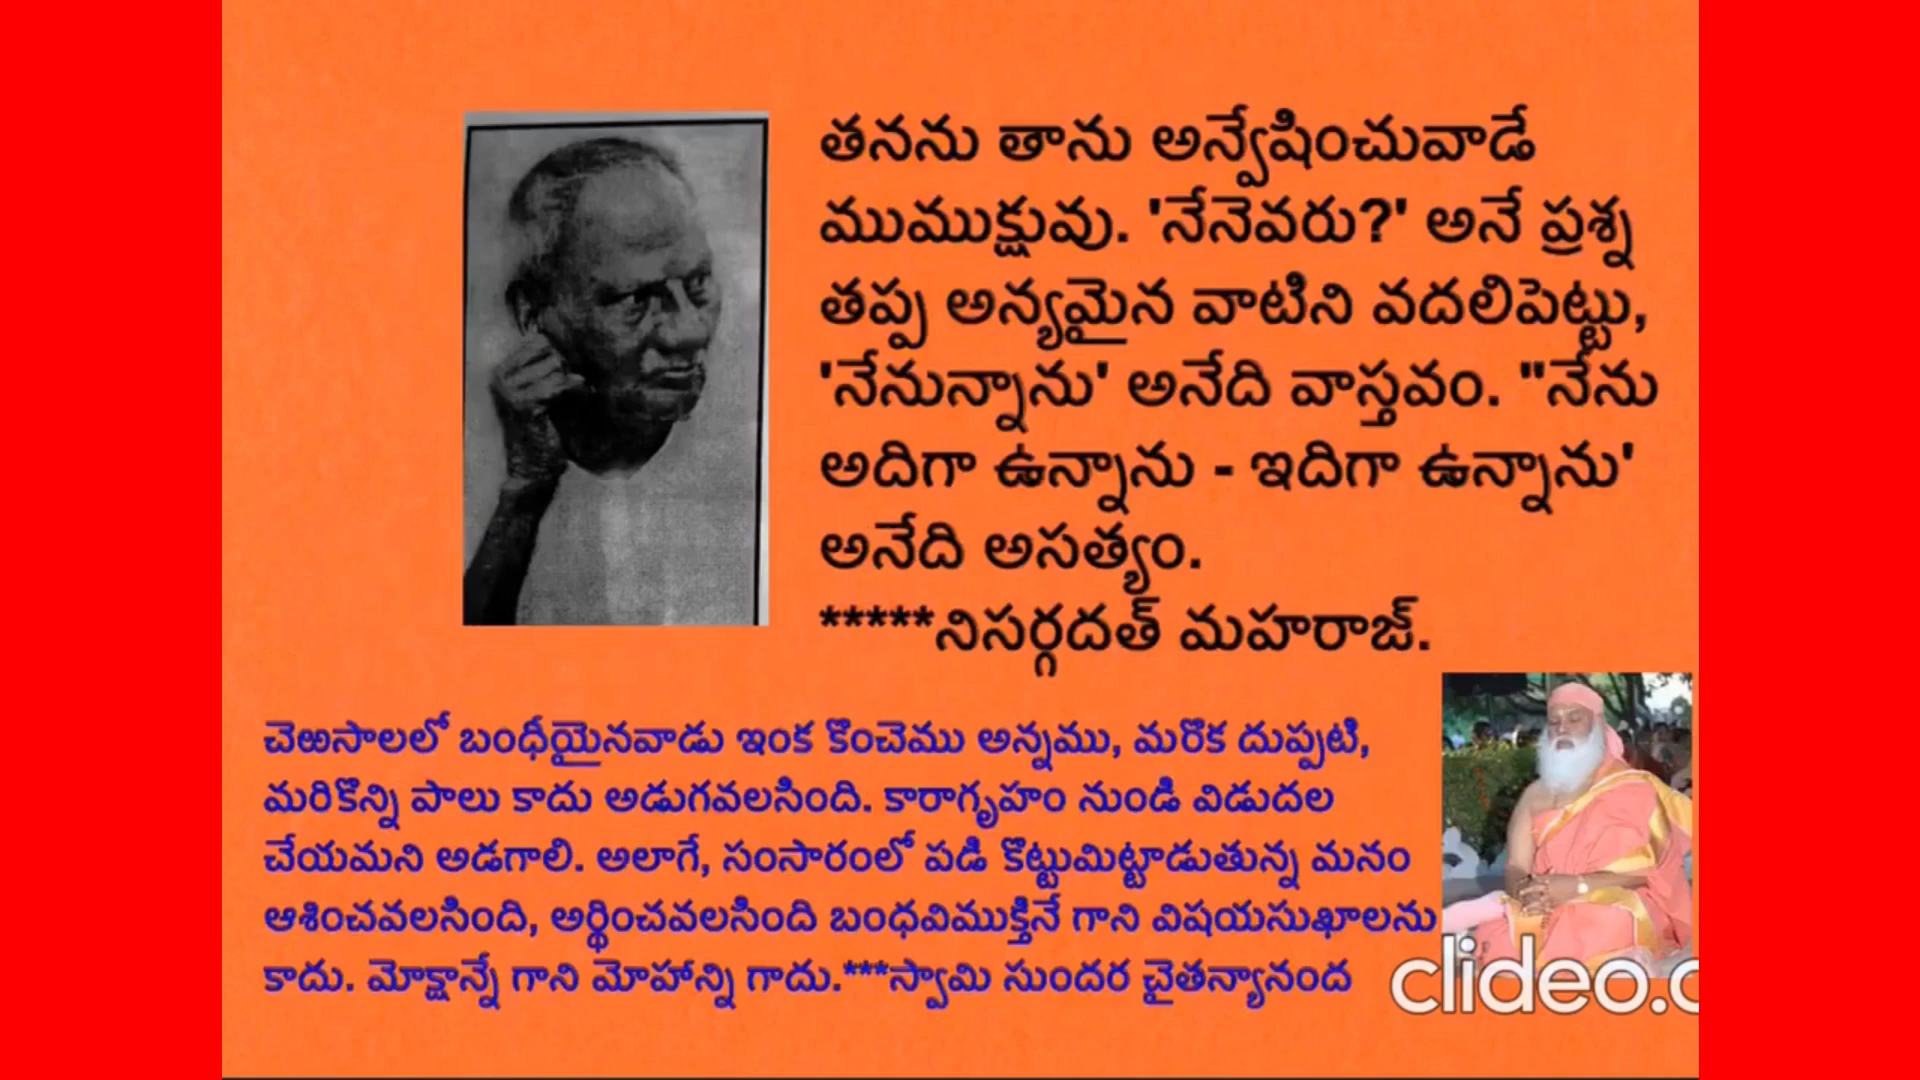 తనను తాను అన్వేషించువాడే
ముముక్షువు. 'నేనెవరు?' అనే ప్రశ్న
తప్ప అన్యమైన వాటిని వదలిపెట్టు,
'నేనున్నాను' అనేది వాస్తవం. "నేను
అదిగా ఉన్నాను - ఇదిగా ఉన్నాను'
అనేది అసత్యం.
*****నిసర్గదత్ మహరాజ్.
చెఱసాలలో బంధీయైనవాడు ఇంక కొంచెము అన్నము, మరొక దుప్పటి,
మరికొన్ని పాలు కాదు అడుగవలసింది. కారాగృహం నుండి విడుదల
చేయమని అడగాలి. అలాగే, సంసారంలో పడి కొట్టుమిట్టాడుతున్న మనం
ఆశించవలసింది, అర్థించవలసింది బంధవిముక్తినే గాని విషయసుఖాలను
కాదు. మోక్షాన్నే గాని మోహాన్ని గాదు.***స్వామి సుందర చైతన్యానంద
clideo.c